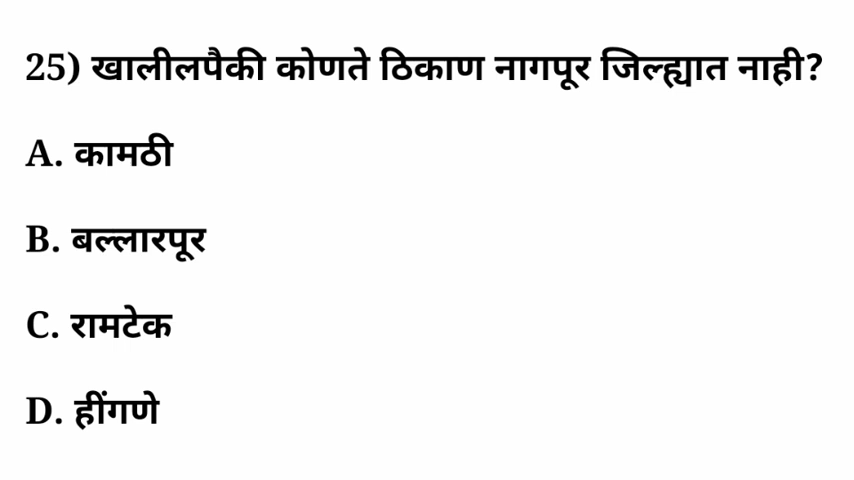 25) खालीलपैकी कोणते ठिकाण नागपूर जिल्ह्यात नाही?
A. कामठी
B. बल्लारपूर
C. रामटेक
D. हींगणे